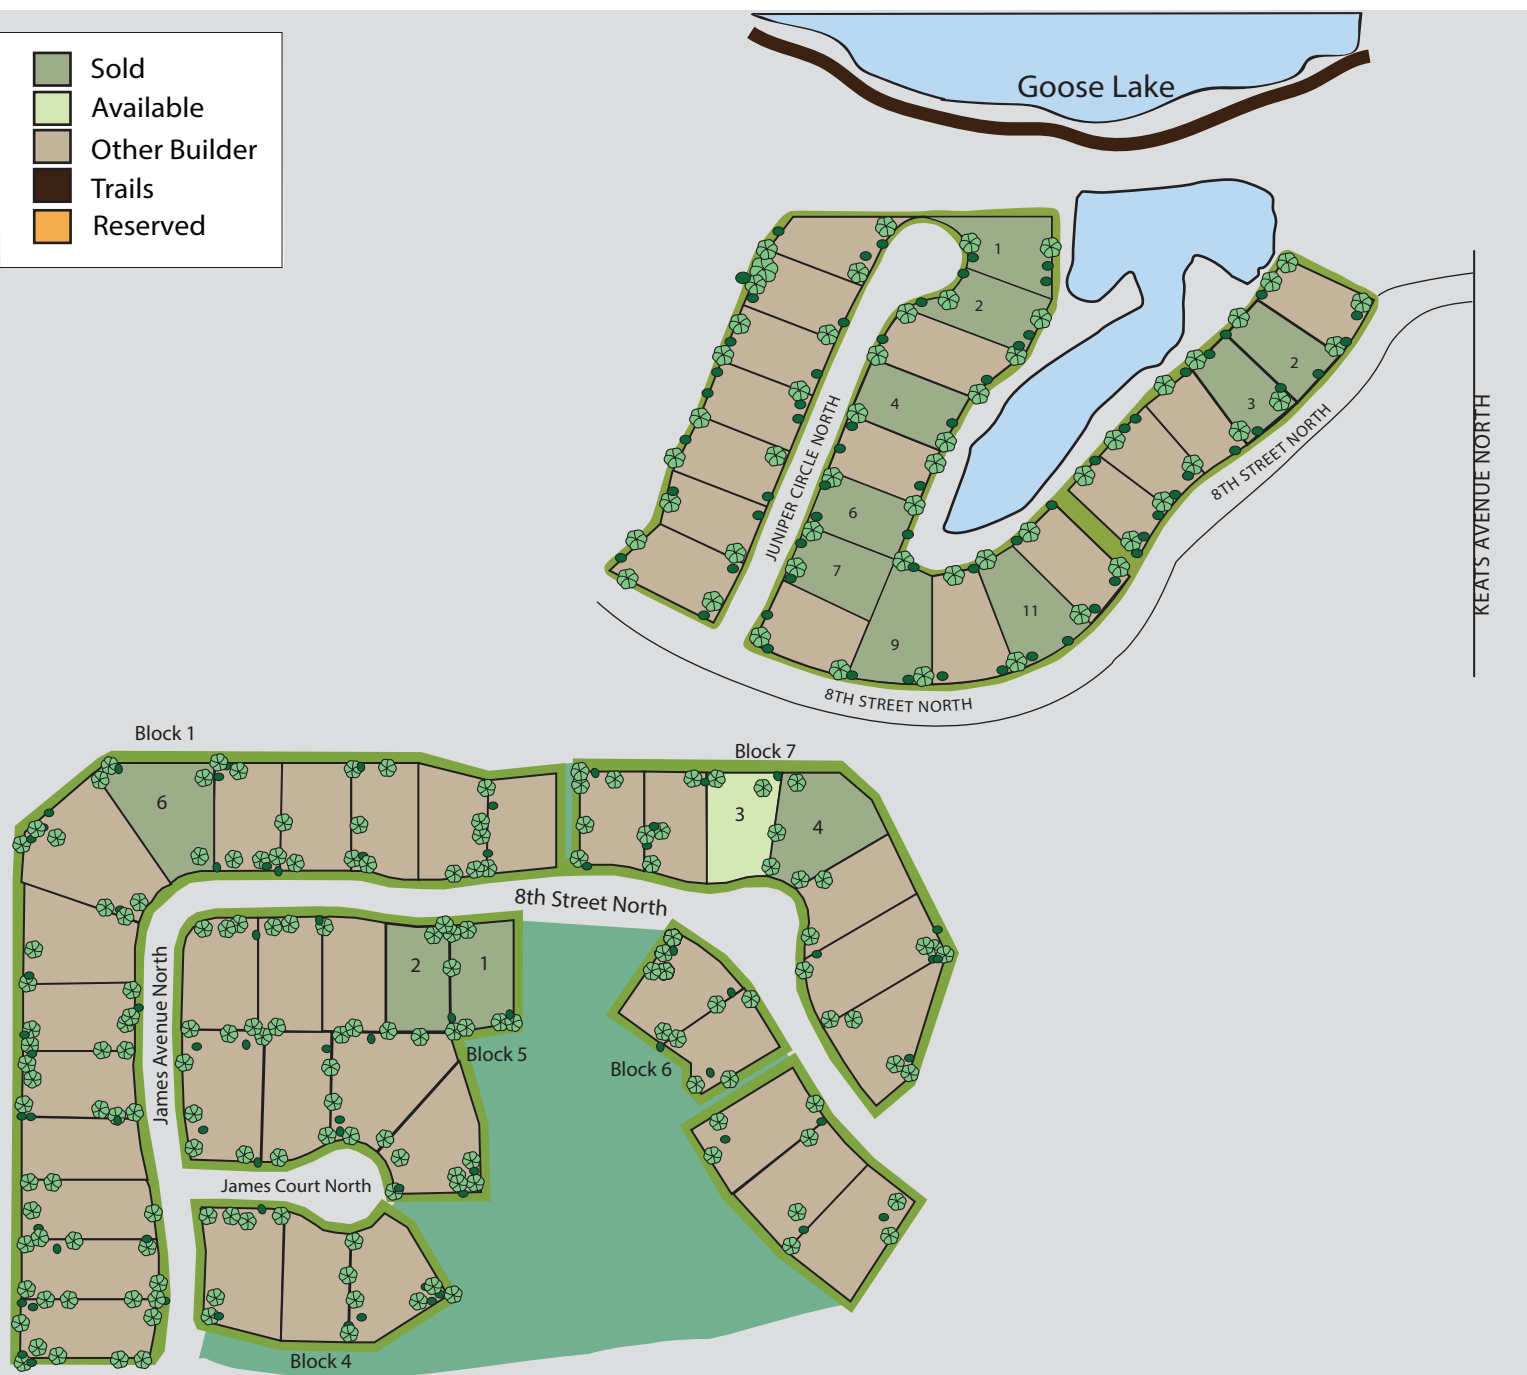 Sold
Available
Other Builder
Trails
Reserved
Goose Lake
1
2
4
6
7
9
11
2
3
JUNIPER CIRCLE NORTH
8TH STREET NORTH
8TH STREET NORTH
KEATS AVENUE NORTH
Block 1
6
Block 7
3
4
8th Street North
2
1
Block 5
James Avenue North
Block 6
James Court North
Block 4